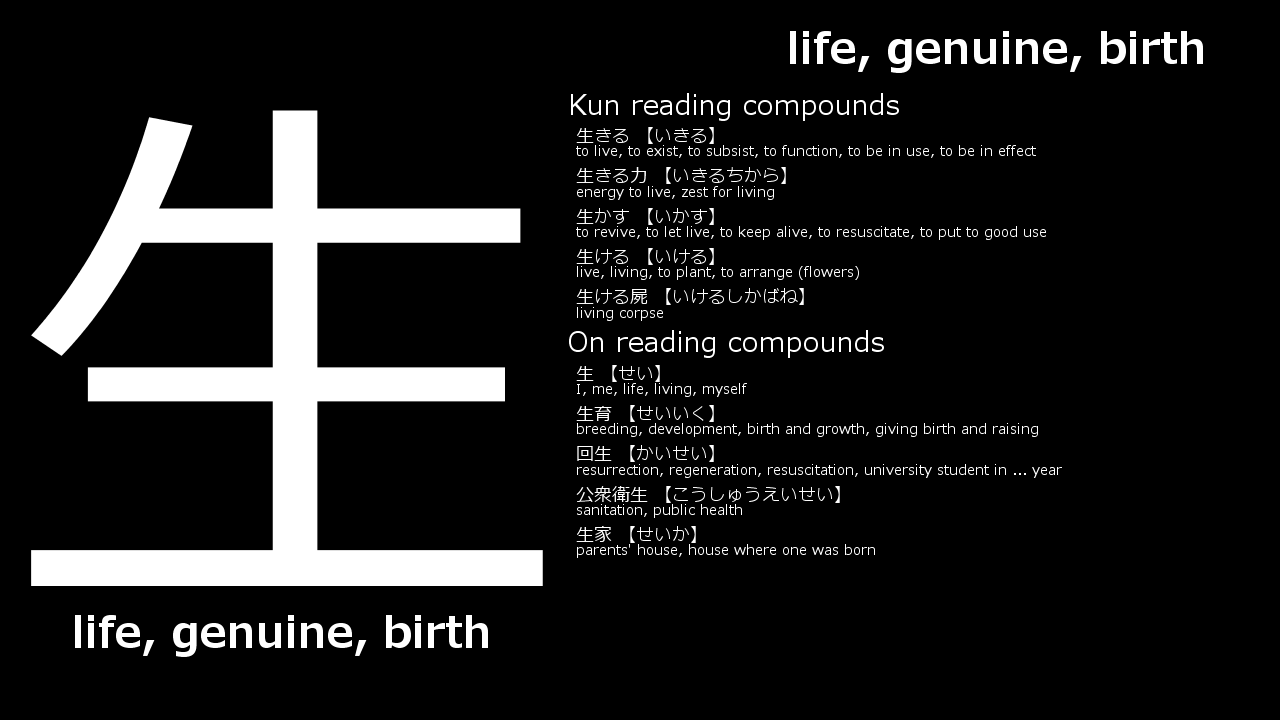 life, genuine, birth
生
life, genuine, birth
Kun reading compounds
生きる 【いきる】
to live, to exist, to subsist, to function, to be in use, to be in effect
生きる力 【いきるちから】
energy to live, zest for living
生かす 【いかす】
to revive, to let live, to keep alive, to resuscitate, to put to good use
生ける 【いける】
live, living, to plant, to arrange (flowers)
生ける屍 【いけるしかばね】
living corpse
On reading compounds
生 【せい】
I, me, life, living, myself
生育 【せいいく】
breeding, development, birth and growth, giving birth and raising
回生 【かいせい】
resurrection, regeneration, resuscitation, university student in ... year
公衆衛生 【こうしゅうえいせい】
sanitation, public health
生家 【せいか】
parents' house, house where one was born